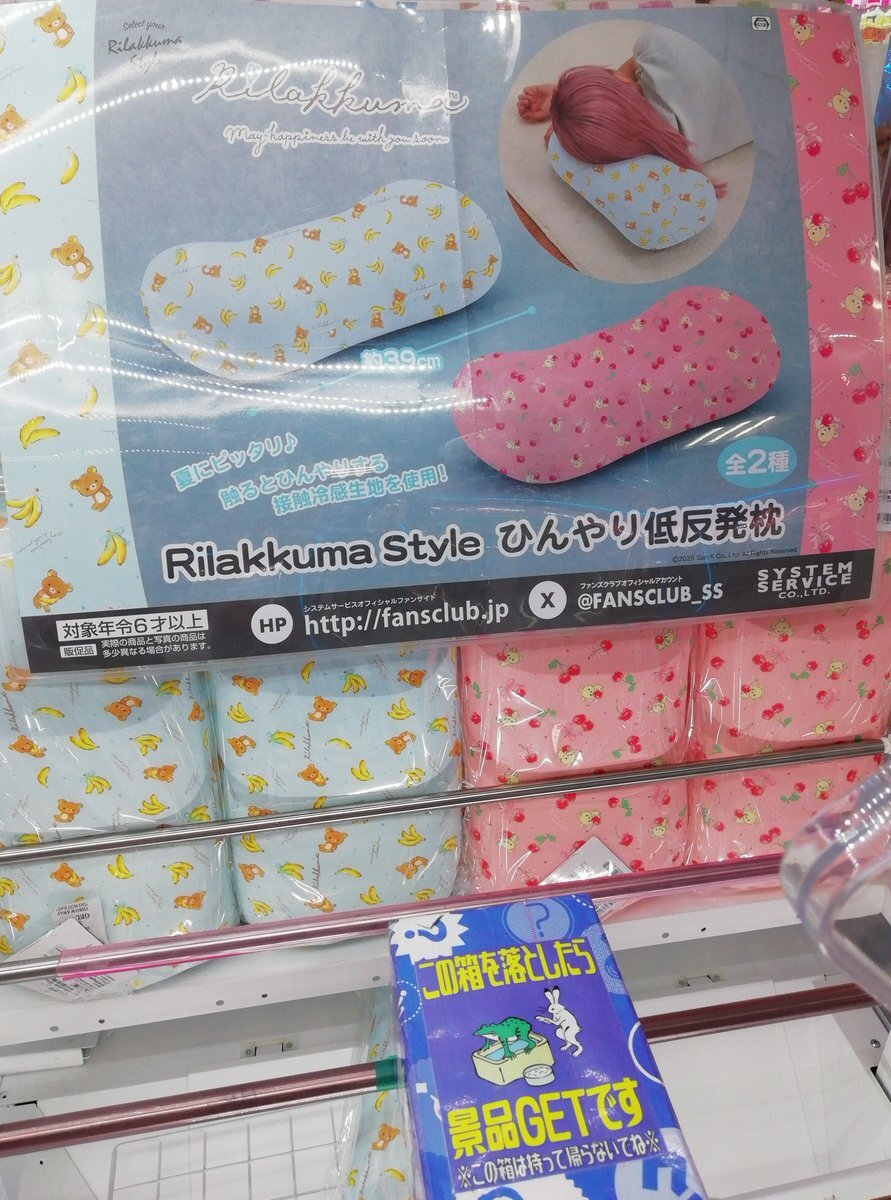 Select your
Rilakkuma
Style
Rilakkuma™
May happiness be with you soon
約39cm
夏にピッタリ♪
触るとひんやりする
接触冷感生地を使用!
全2種
Rilakkuma Style ひんやり低反発枕
©2025 San-X Co., Ltd. All Rights Reserved.
対象年令6才以上
販促品 実際の商品と写真の商品は
多少異なる場合があります。
HP システムサービスオフィシャルファンサイト
http://fansclub.jp
X ファンズクラブオフィシャルアカウント
@FANSCLUB_SS
SYSTEM
SERVICE
CO.,LTD.
この箱を落としたら
景品GETです
※この箱は持って帰らないでね※